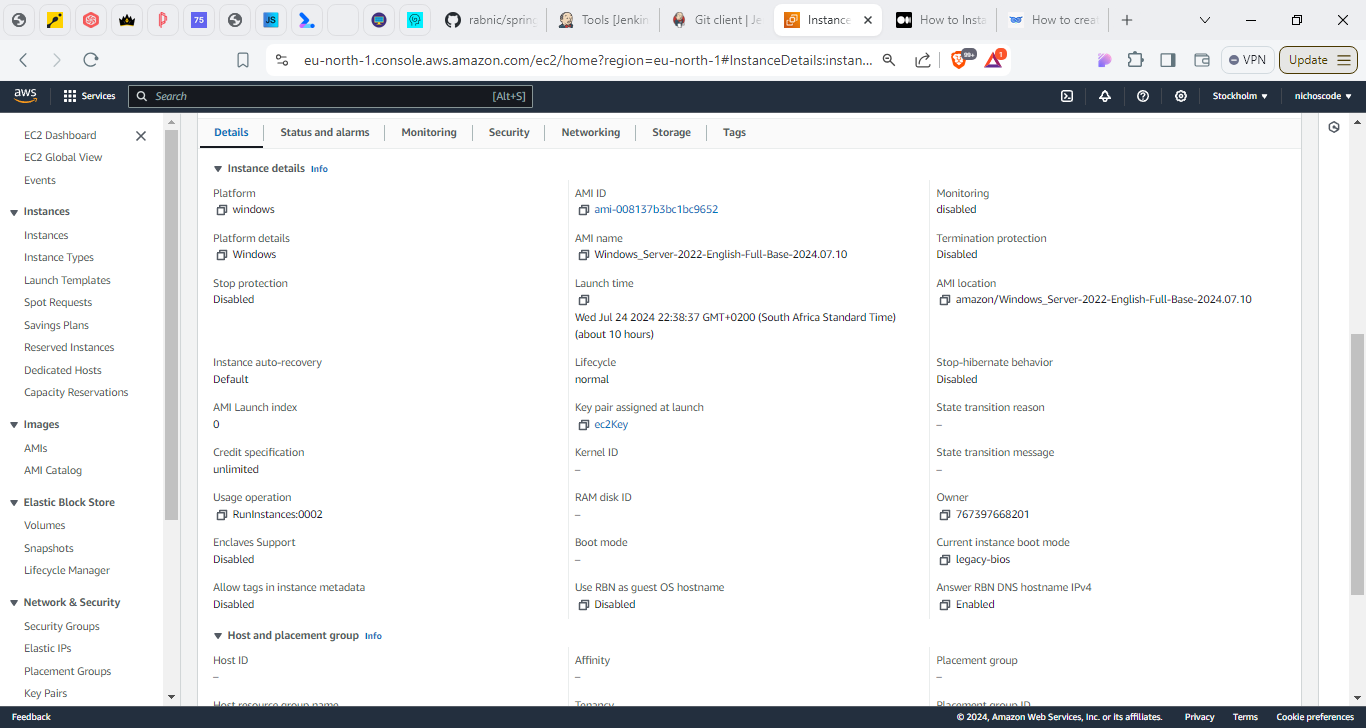 75
JS
rabnic/spring
Tools [Jenkin
Git client | Je
Instance
How to Insta
How to crea
eu-north-1.console.aws.amazon.com/ec2/home?region=eu-north-1#InstanceDetails:instan...
99+
1
VPN
Update
aws
Services
Search
[Alt+S]
Stockholm
nichoscode
EC2 Dashboard
EC2 Global View
Events
Instances
Instances
Instance Types
Launch Templates
Spot Requests
Savings Plans
Reserved Instances
Dedicated Hosts
Capacity Reservations
Images
AMIs
AMI Catalog
Elastic Block Store
Volumes
Snapshots
Lifecycle Manager
Network & Security
Security Groups
Elastic IPs
Placement Groups
Key Pairs
Details
Status and alarms
Monitoring
Security
Networking
Storage
Tags
Instance details Info
Platform
windows
AMI ID
ami-008137b3bc1bc9652
Monitoring
disabled
Platform details
Windows
AMI name
Windows_Server-2022-English-Full-Base-2024.07.10
Termination protection
Disabled
Stop protection
Disabled
Launch time
Wed Jul 24 2024 22:38:37 GMT+0200 (South Africa Standard Time)
(about 10 hours)
AMI location
amazon/Windows_Server-2022-English-Full-Base-2024.07.10
Instance auto-recovery
Default
Lifecycle
normal
Stop-hibernate behavior
Disabled
AMI Launch index
0
Key pair assigned at launch
ec2Key
State transition reason
–
Credit specification
unlimited
Kernel ID
–
State transition message
–
Usage operation
RunInstances:0002
RAM disk ID
–
Owner
767397668201
Enclaves Support
Disabled
Boot mode
–
Current instance boot mode
legacy-bios
Allow tags in instance metadata
Disabled
Use RBN as guest OS hostname
Disabled
Answer RBN DNS hostname IPv4
Enabled
Host and placement group Info
Host ID
–
Affinity
–
Placement group
–
Host resource group name
Tenancy
Placement group ID
Feedback
© 2024, Amazon Web Services, Inc. or its affiliates.
Privacy
Terms
Cookie preferences